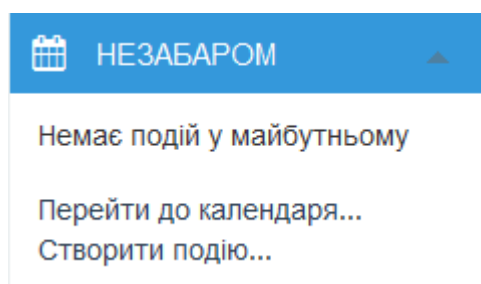 НЕЗАБАРОМ
Немає подій у майбутньому
Перейти до календаря...
Створити подію...